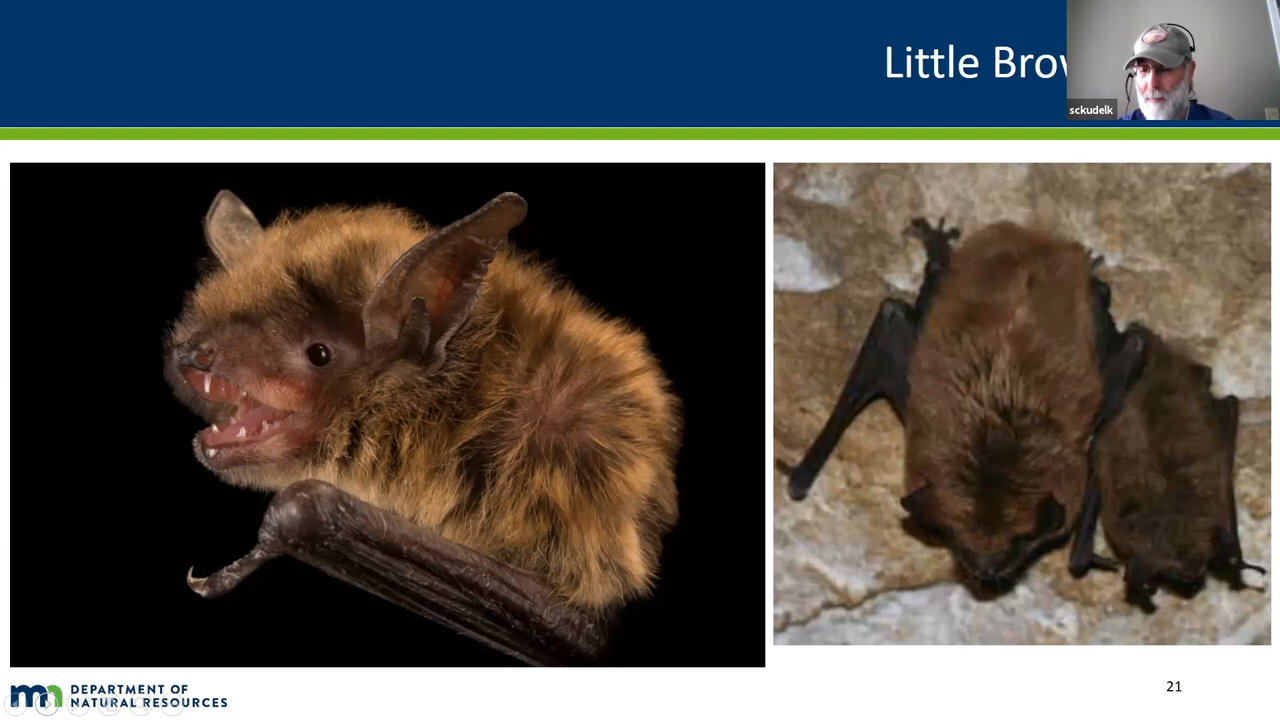 Little Brow
sckudelk
DEPARTMENT OF
NATURAL RESOURCES
21